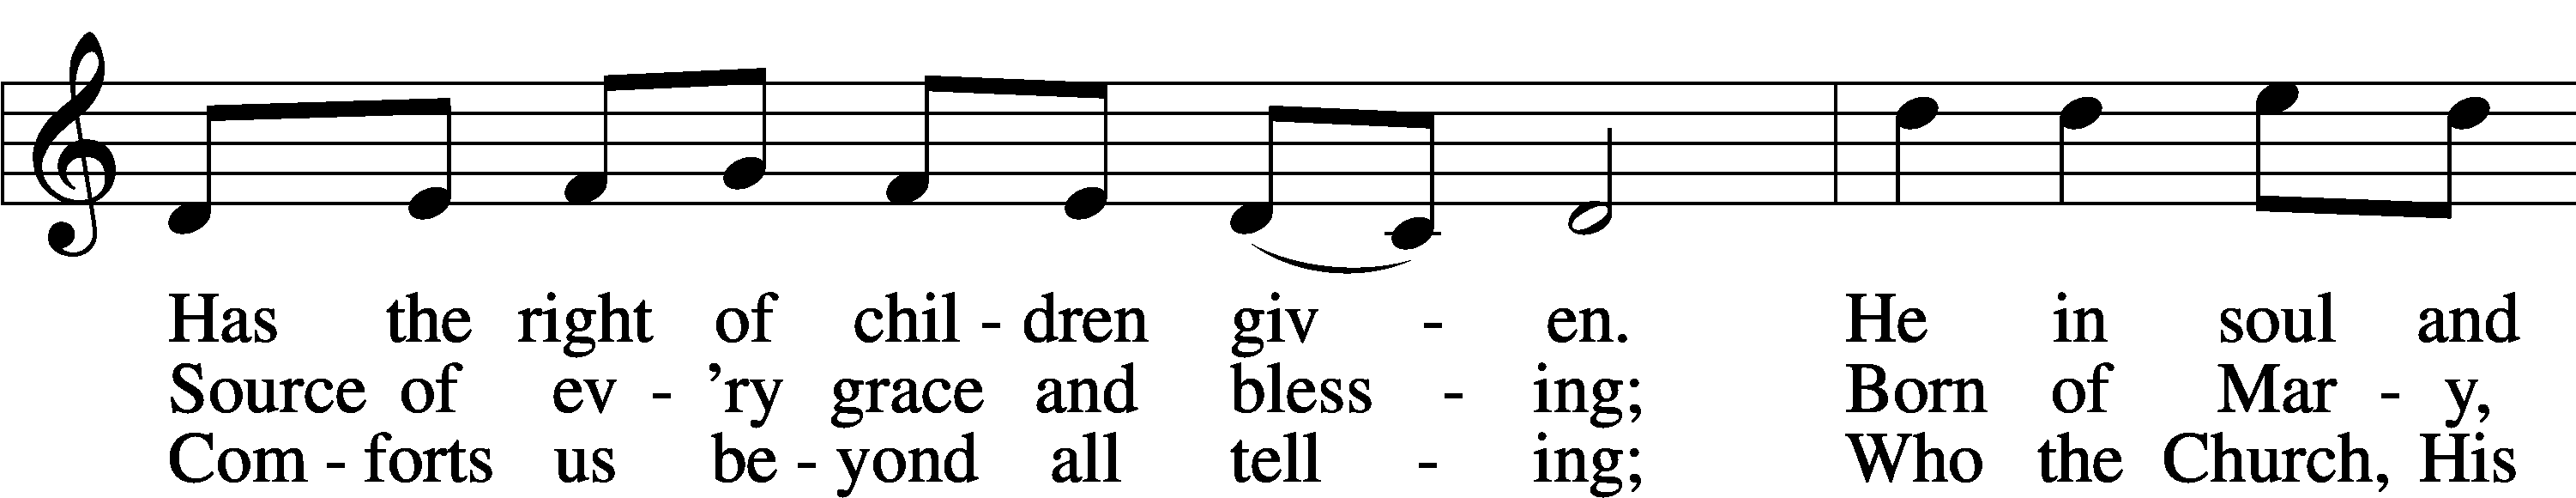 Has the right of chil - dren giv - en. He in soul and
Source of ev - ’ry grace and bless - ing; Born of Mar - y,
Com - forts us be - yond all tell - ing; Who the Church, His